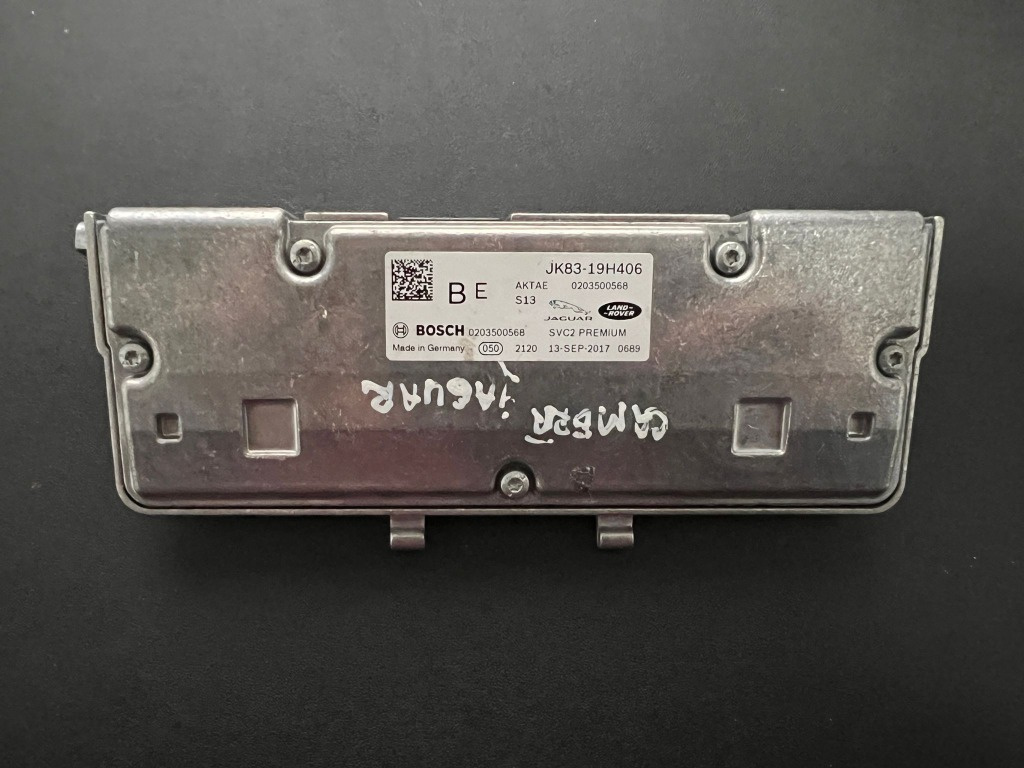 JK83-19H406
B E AKTAE 0203500568
S13
JAGUAR LAND-ROVER
BOSCH 0203500568 SVC2 PREMIUM
Made in Germany 050 2120 13-SEP-2017 0689
CAMERA
JAGUAR